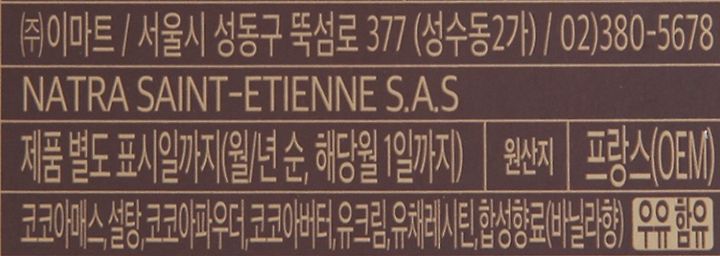 ㈜이마트 / 서울시 성동구 뚝섬로 377 (성수동2가) / 02)380-5678
NATRA SAINT-ETIENNE S.A.S
제품 별도 표시일까지(월/년 순, 해당월 1일까지) 원산지 프랑스(OEM)
코코아매스,설탕,코코아파우더,코코아버터,유크림,유채레시틴,합성향료(바닐라향) 우유 함유